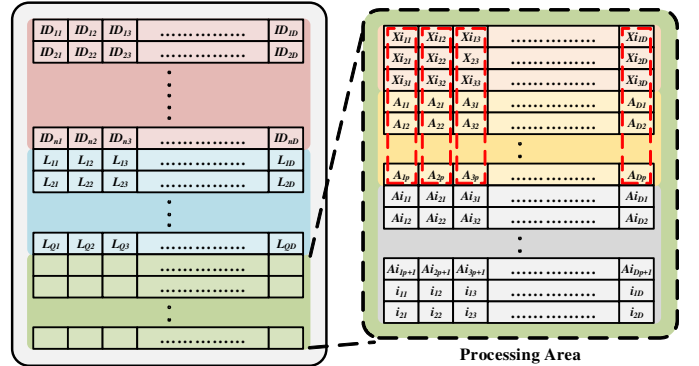 ID11 ID12 ID13 ............... ID1D
ID21 ID22 ID23 ............... ID2D
IDn1 IDn2 IDn3 ............... IDnD
L11 L12 L13 ............... L1D
L21 L22 L23 ............... L2D
LQ1 LQ2 LQ3 ............... LQD
...............
...............
...............
Xi11 Xi12 Xi13 ............... Xi1D
Xi21 Xi22 X23 ............... Xi2D
Xi31 Xi32 Xi33 ............... Xi3D
A11 A21 A31 ............... AD1
A12 A22 A32 ............... AD2
A1p A2p A3p ............... ADp
Ai11 Ai21 Ai31 ............... AiD1
Ai12 Ai22 Ai32 ............... AiD2
Ai1p+1 Ai2p+1 Ai3p+1 ............... AiDp+1
i11 i12 i13 ............... i1D
i21 i22 i23 ............... i2D
Processing Area